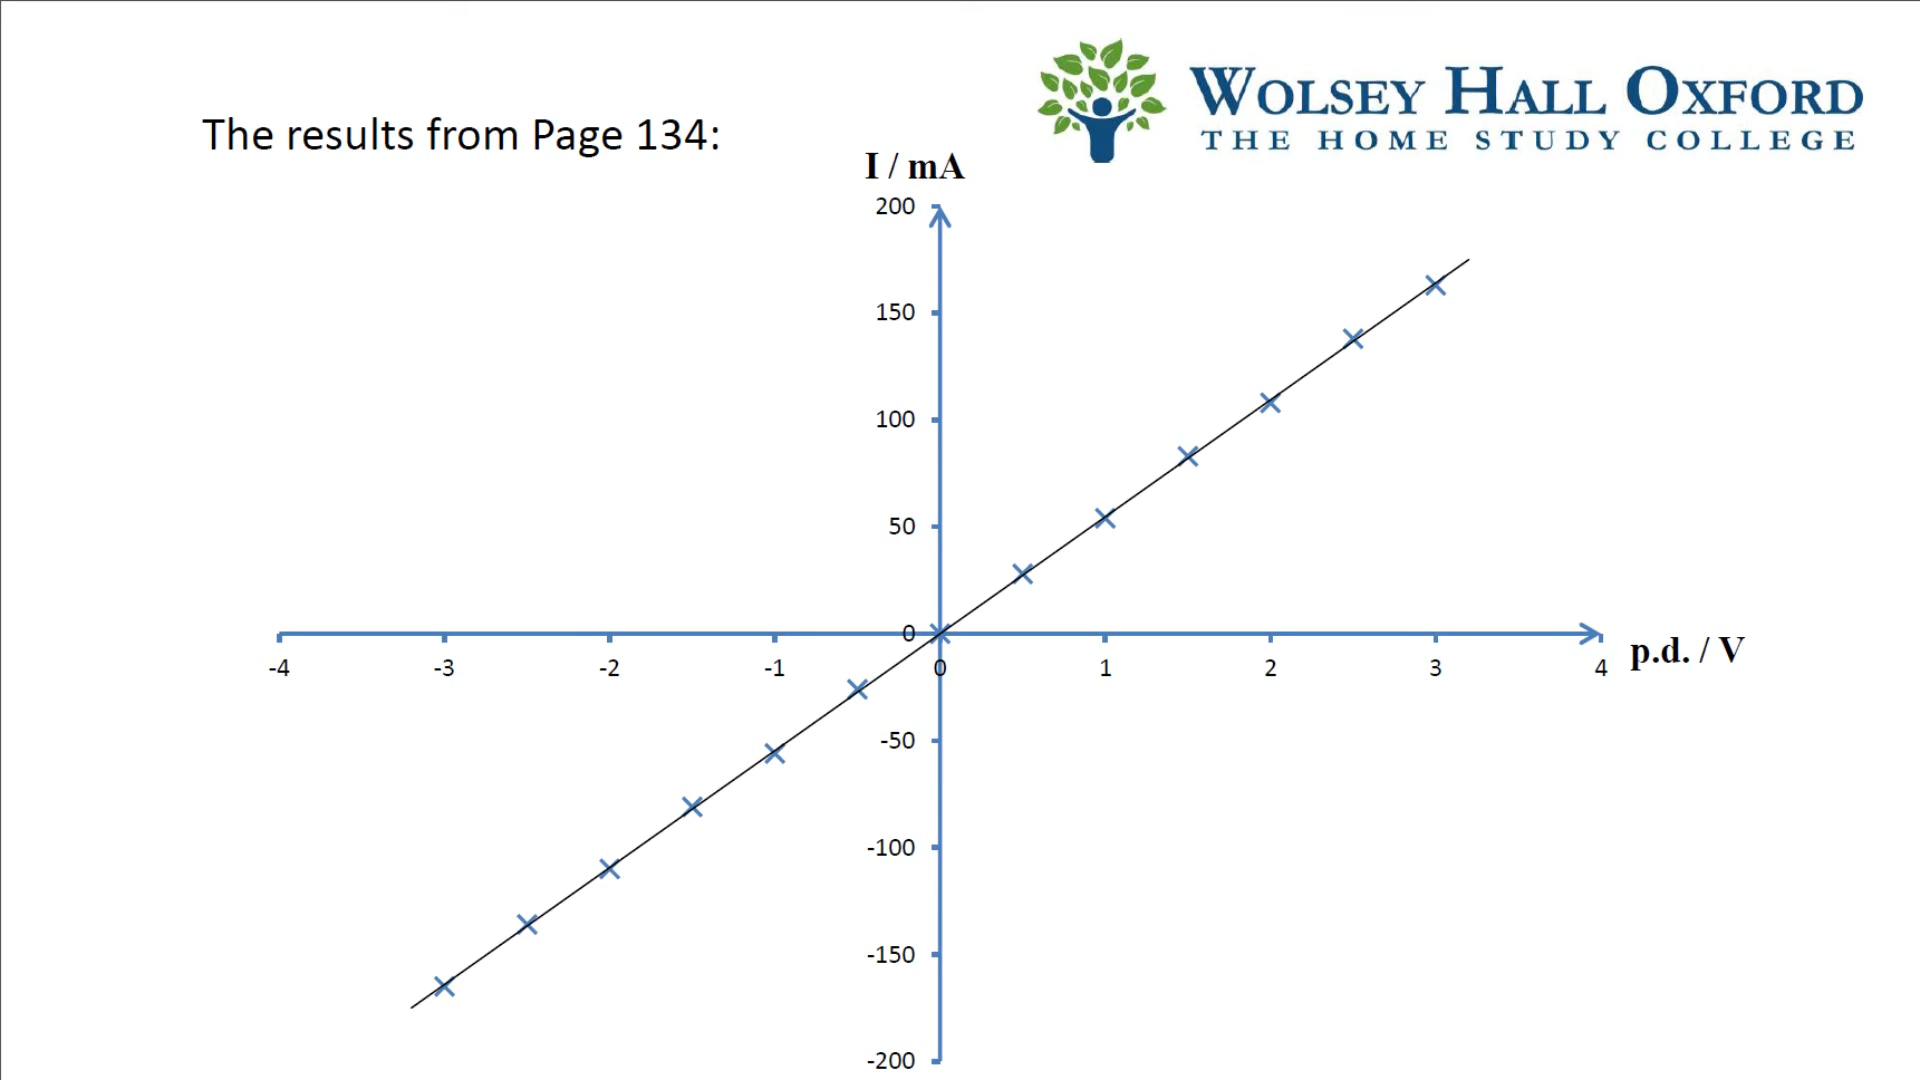 WOLSEY HALL OXFORD
THE HOME STUDY COLLEGE
The results from Page 134:
I / mA
200
150
100
50
0
-4 -3 -2 -1 0 1 2 3 4 p.d. / V
-50
-100
-150
-200